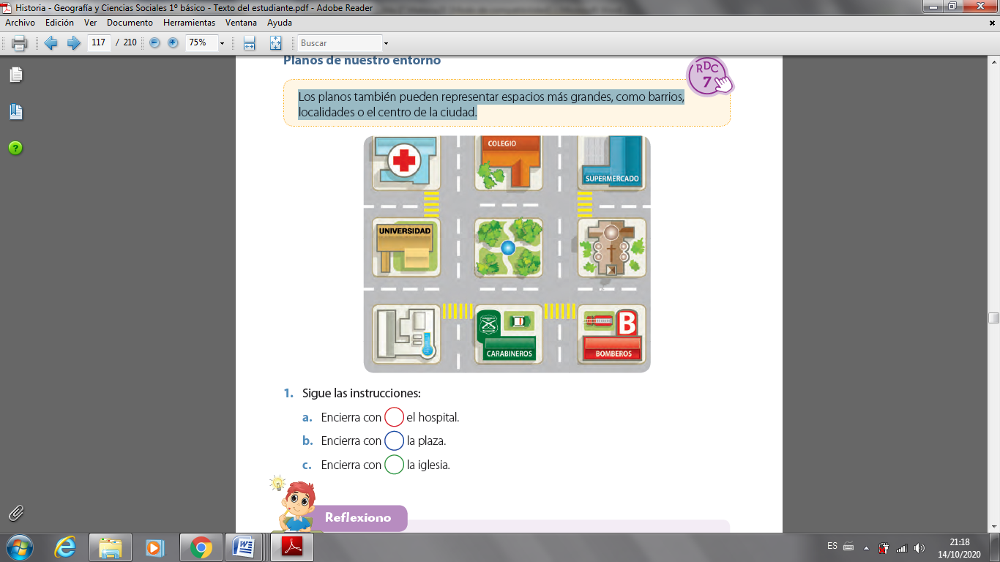 Historia - Geografía y Ciencias Sociales 1º básico - Texto del estudiante.pdf - Adobe Reader
Archivo Edición Ver Documento Herramientas Ventana Ayuda
117 / 210 75% Buscar
Planos de nuestro entorno
RDC
7
Los planos también pueden representar espacios más grandes, como barrios,
localidades o el centro de la ciudad.
COLEGIO
SUPERMERCADO
UNIVERSIDAD
B
CARABINEROS
BOMBEROS
1. Sigue las instrucciones:
a. Encierra con el hospital.
b. Encierra con la plaza.
c. Encierra con la iglesia.
Reflexiono
ES 21:18
14/10/2020